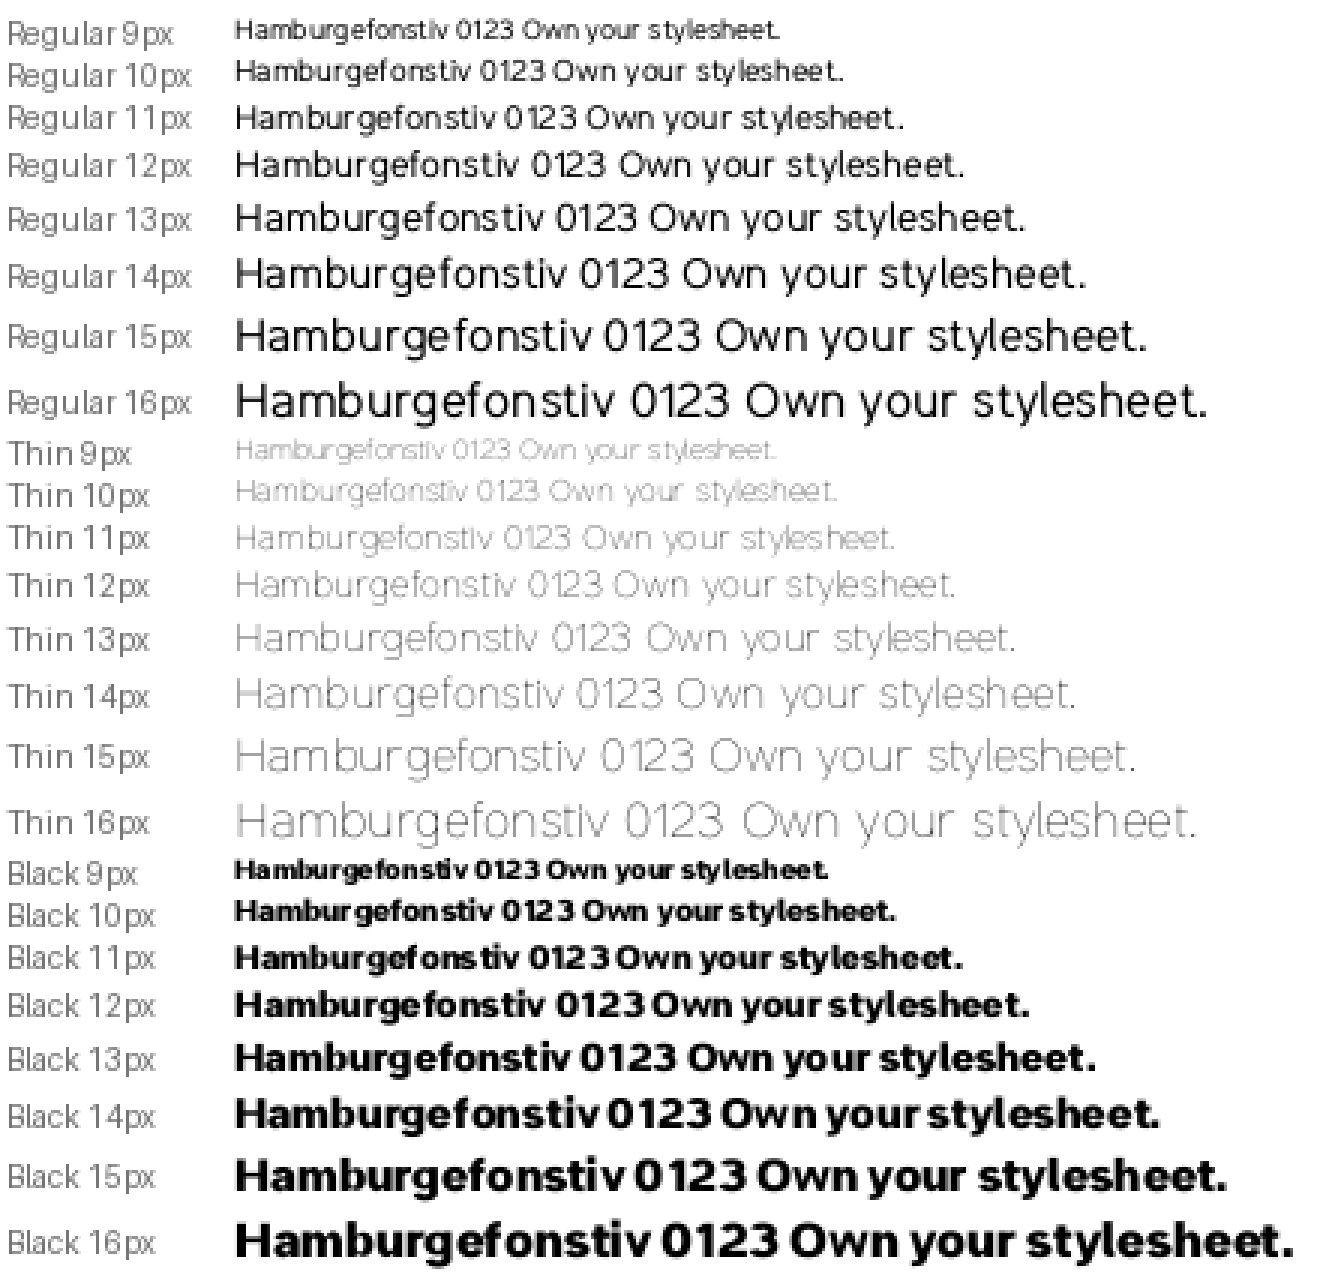 Regular 9px Hamburgefonstiv 0123 Own your stylesheet.
Regular 10px Hamburgefonstiv 0123 Own your stylesheet.
Regular 11px Hamburgefonstiv 0123 Own your stylesheet.
Regular 12px Hamburgefonstiv 0123 Own your stylesheet.
Regular 13px Hamburgefonstiv 0123 Own your stylesheet.
Regular 14px Hamburgefonstiv 0123 Own your stylesheet.
Regular 15px Hamburgefonstiv 0123 Own your stylesheet.
Regular 16px Hamburgefonstiv 0123 Own your stylesheet.
Thin 9px Hamburgefonstiv 0123 Own your stylesheet.
Thin 10px Hamburgefonstiv 0123 Own your stylesheet.
Thin 11px Hamburgefonstiv 0123 Own your stylesheet.
Thin 12px Hamburgefonstiv 0123 Own your stylesheet.
Thin 13px Hamburgefonstiv 0123 Own your stylesheet.
Thin 14px Hamburgefonstiv 0123 Own your stylesheet.
Thin 15px Hamburgefonstiv 0123 Own your stylesheet.
Thin 16px Hamburgefonstiv 0123 Own your stylesheet.
Black 9px Hamburgefonstiv 0123 Own your stylesheet.
Black 10px Hamburgefonstiv 0123 Own your stylesheet.
Black 11px Hamburgefonstiv 0123 Own your stylesheet.
Black 12px Hamburgefonstiv 0123 Own your stylesheet.
Black 13px Hamburgefonstiv 0123 Own your stylesheet.
Black 14px Hamburgefonstiv 0123 Own your stylesheet.
Black 15px Hamburgefonstiv 0123 Own your stylesheet.
Black 16px Hamburgefonstiv 0123 Own your stylesheet.